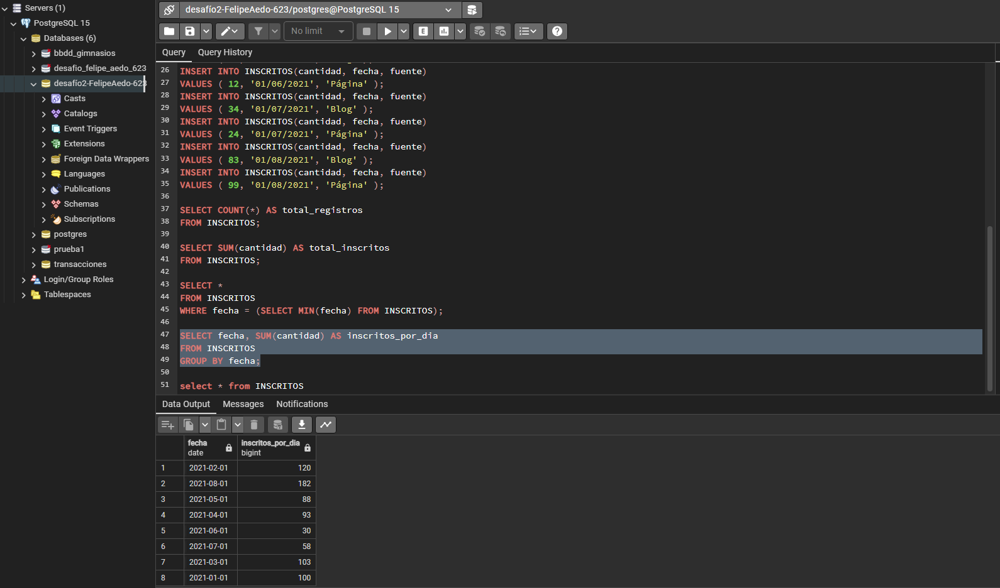 Servers (1)
PostgreSQL 15
Databases (6)
bbdd_gimnasios
desafio_felipe_aedo_623
desafío2-FelipeAedo-623
Casts
Catalogs
Event Triggers
Extensions
Foreign Data Wrappers
Languages
Publications
Schemas
Subscriptions
postgres
prueba1
transacciones
Login/Group Roles
Tablespaces
desafío2-FelipeAedo-623/postgres@PostgreSQL 15
No limit
E
Query Query History
26 INSERT INTO INSCRITOS(cantidad, fecha, fuente)
27 VALUES ( 12, '01/06/2021', 'Página' );
28 INSERT INTO INSCRITOS(cantidad, fecha, fuente)
29 VALUES ( 34, '01/07/2021', 'Blog' );
30 INSERT INTO INSCRITOS(cantidad, fecha, fuente)
31 VALUES ( 24, '01/07/2021', 'Página' );
32 INSERT INTO INSCRITOS(cantidad, fecha, fuente)
33 VALUES ( 83, '01/08/2021', 'Blog' );
34 INSERT INTO INSCRITOS(cantidad, fecha, fuente)
35 VALUES ( 99, '01/08/2021', 'Página' );
36
37 SELECT COUNT(*) AS total_registros
38 FROM INSCRITOS;
39
40 SELECT SUM(cantidad) AS total_inscritos
41 FROM INSCRITOS;
42
43 SELECT *
44 FROM INSCRITOS
45 WHERE fecha = (SELECT MIN(fecha) FROM INSCRITOS);
46
47 SELECT fecha, SUM(cantidad) AS inscritos_por_dia
48 FROM INSCRITOS
49 GROUP BY fecha;
50
51 select * from INSCRITOS
Data Output Messages Notifications
fecha inscritos_por_dia
date bigint
1 2021-02-01 120
2 2021-08-01 182
3 2021-05-01 88
4 2021-04-01 93
5 2021-06-01 30
6 2021-07-01 58
7 2021-03-01 103
8 2021-01-01 100